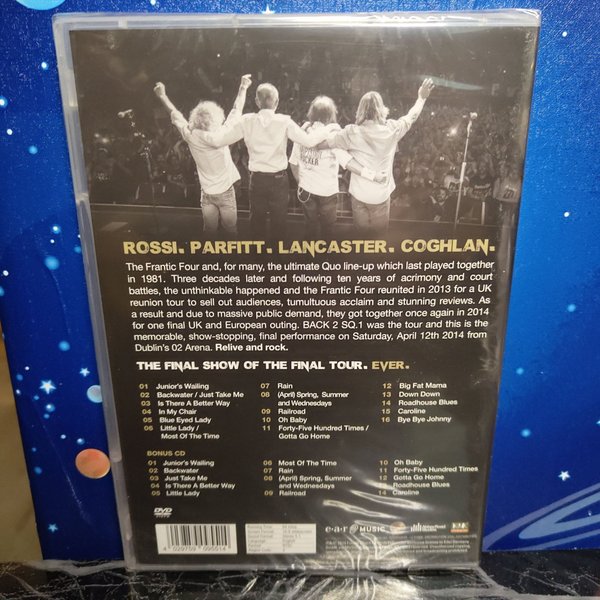 ROSSI. PARFITT. LANCASTER. COGHLAN.
The Frantic Four and, for many, the ultimate Quo line-up which last played together
in 1981. Three decades later and following ten years of acrimony and court
battles, the unthinkable happened and the Frantic Four reunited in 2013 for a UK
reunion tour to sell out audiences, tumultuous acclaim and stunning reviews. As
a result and due to massive public demand, they got together once again in 2014
for one final UK and European outing. BACK 2 SQ.1 was the tour and this is the
memorable, show-stopping, final performance on Saturday, April 12th 2014 from
Dublin's 02 Arena. Relive and rock.
THE FINAL SHOW OF THE FINAL TOUR. EVER.
01 Junior's Wailing
02 Backwater / Just Take Me
03 Is There A Better Way
04 In My Chair
05 Blue Eyed Lady
06 Little Lady /
Most Of The Time
07 Rain
08 (April) Spring, Summer
and Wednesdays
09 Railroad
10 Oh Baby
11 Forty-Five Hundred Times /
Gotta Go Home
12 Big Fat Mama
13 Down Down
14 Roadhouse Blues
15 Caroline
16 Bye Bye Johnny
BONUS CD
01 Junior's Wailing
02 Backwater
03 Just Take Me
04 Is There A Better Way
05 Little Lady
06 Most Of The Time
07 Rain
08 (April) Spring, Summer
and Wednesdays
09 Railroad
10 Oh Baby
11 Forty-Five Hundred Times
12 Gotta Go Home
13 Roadhouse Blues
14 Caroline
DVD
4 029759 095514
e·a·r MUSIC